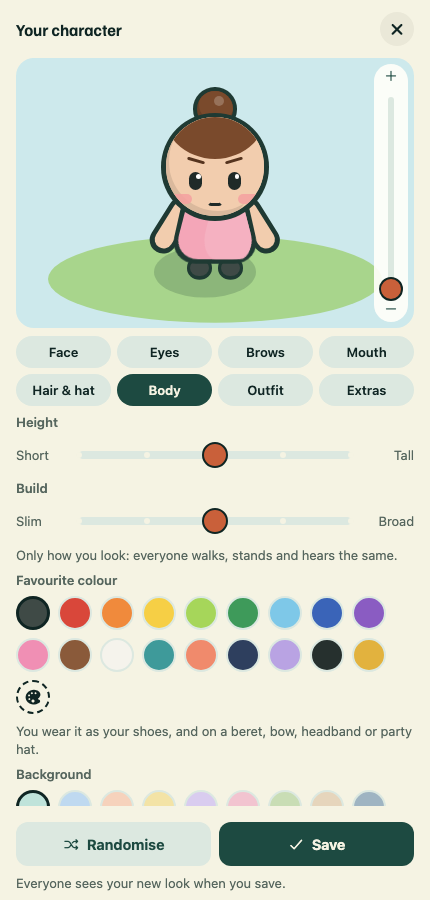 Your character
Face
Eyes
Brows
Mouth
Hair & hat
Body
Outfit
Extras
Height
Short
Tall
Build
Slim
Broad
Only how you look: everyone walks, stands and hears the same.
Favourite colour
You wear it as your shoes, and on a beret, bow, headband or party
hat.
Background
Randomise
Save
Everyone sees your new look when you save.